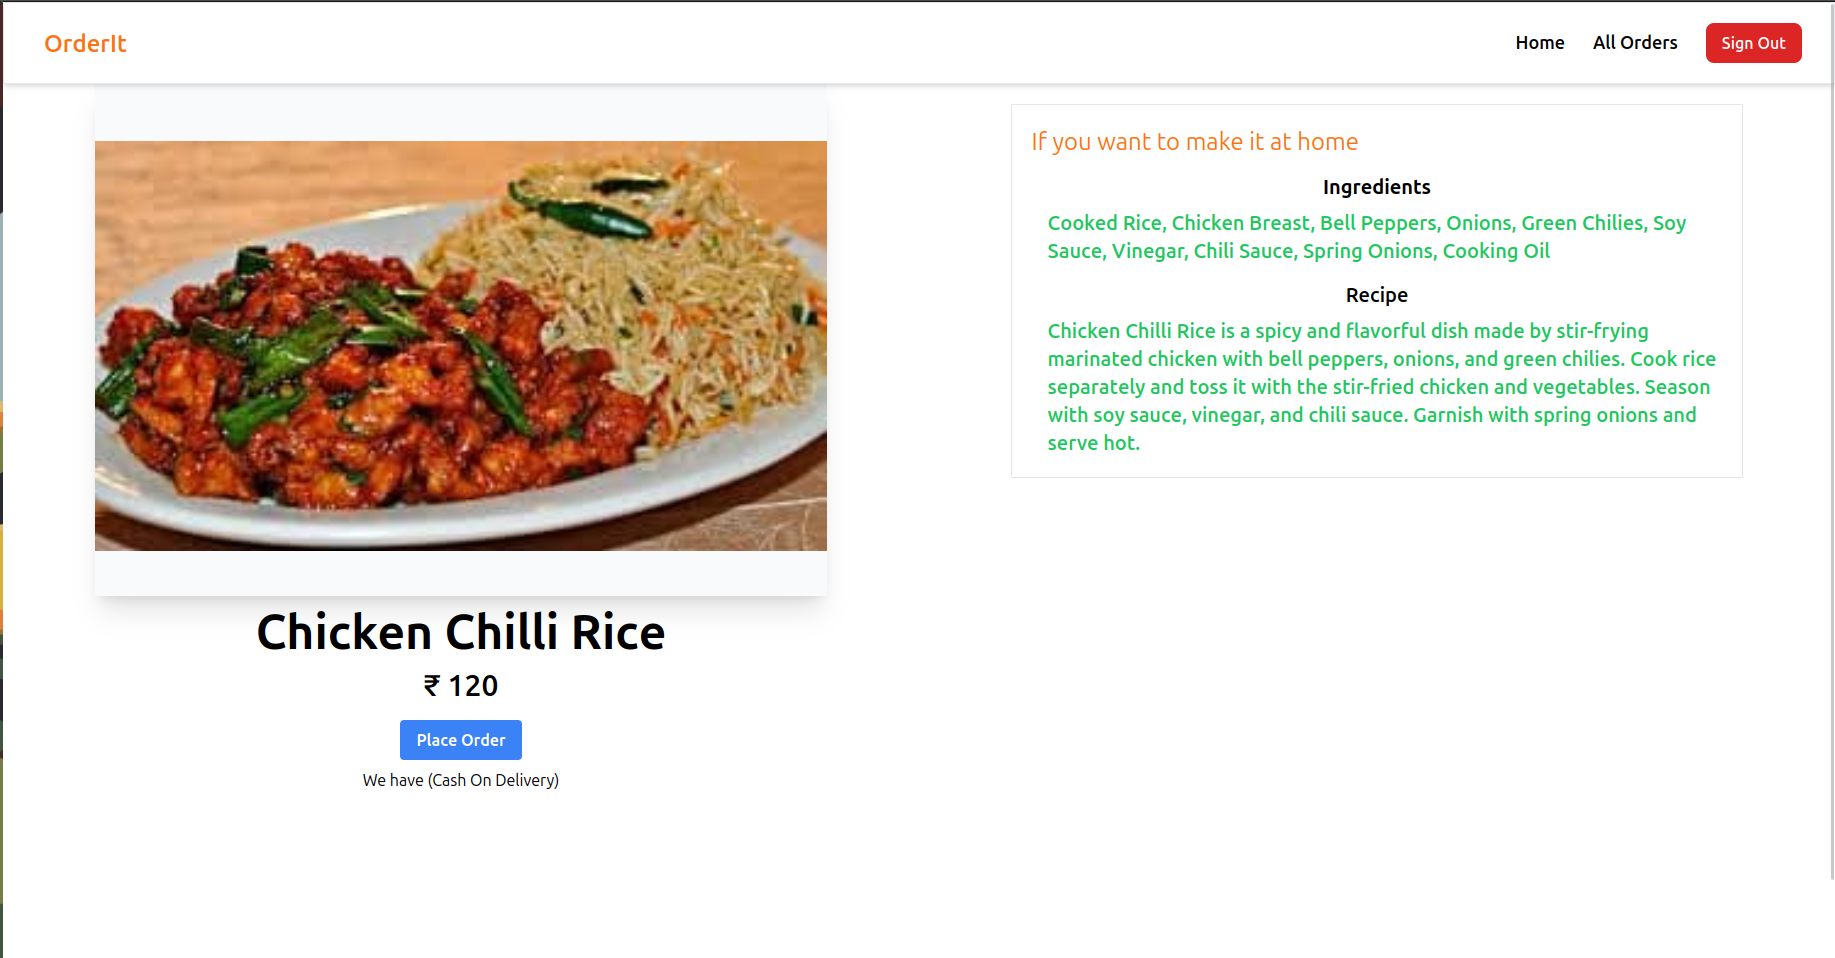 OrderIt
Home
All Orders
Sign Out
Chicken Chilli Rice
₹ 120
Place Order
We have (Cash On Delivery)
If you want to make it at home
Ingredients
Cooked Rice, Chicken Breast, Bell Peppers, Onions, Green Chilies, Soy
Sauce, Vinegar, Chili Sauce, Spring Onions, Cooking Oil
Recipe
Chicken Chilli Rice is a spicy and flavorful dish made by stir-frying
marinated chicken with bell peppers, onions, and green chilies. Cook rice
separately and toss it with the stir-fried chicken and vegetables. Season
with soy sauce, vinegar, and chili sauce. Garnish with spring onions and
serve hot.